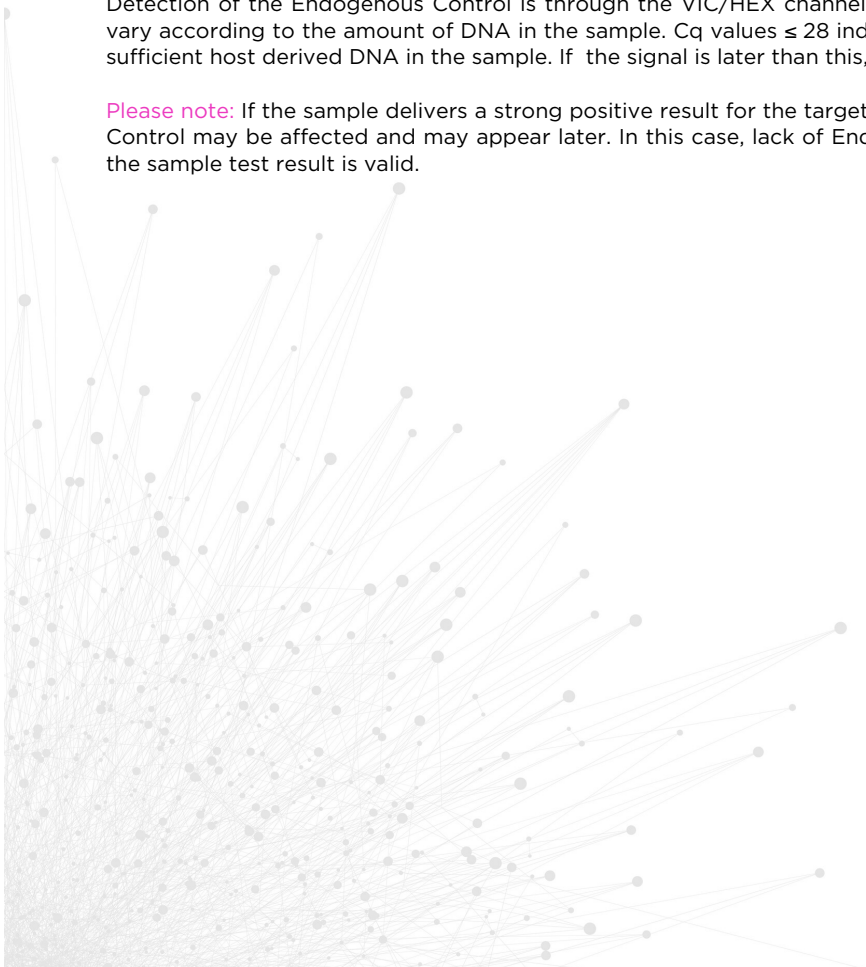 Detection of the Endogenous Control is through the VIC/HEX channel
vary according to the amount of DNA in the sample. Cq values ≤ 28 ind
sufficient host derived DNA in the sample. If  the signal is later than this,
Please note: If the sample delivers a strong positive result for the target
Control may be affected and may appear later. In this case, lack of End
the sample test result is valid.